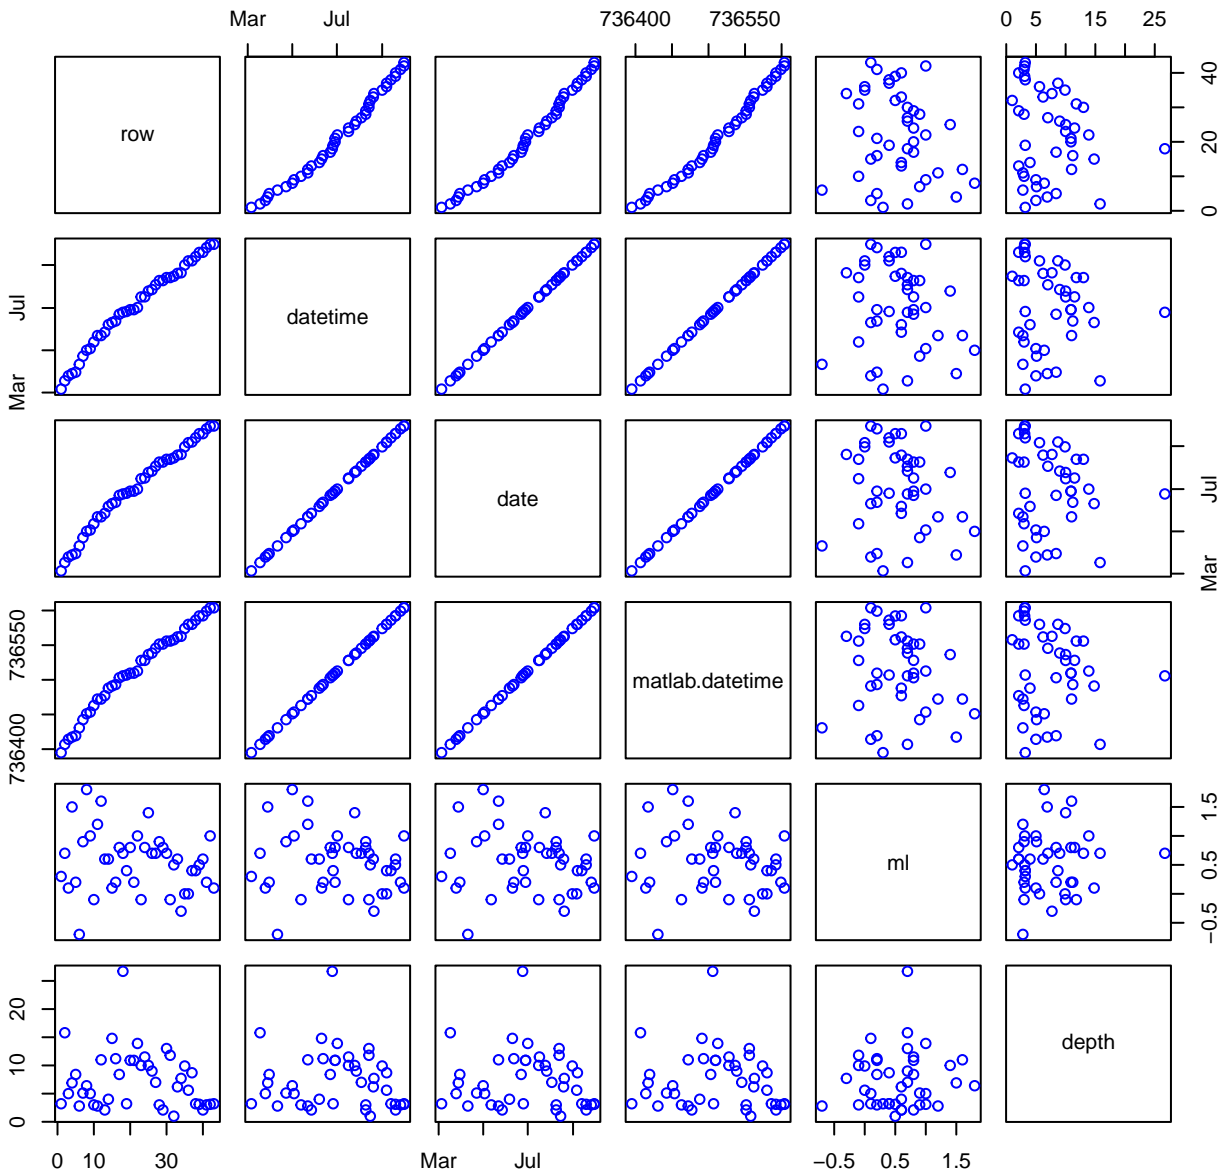 Mar Jul 736400 736550 0 5 15 25
row 0 20 40
Mar Jul datetime
date Mar Jul
736400 736550 matlab.datetime
ml -0.5 0.5 1.5
0 10 20 depth
0 10 30 Mar Jul -0.5 0.5 1.5